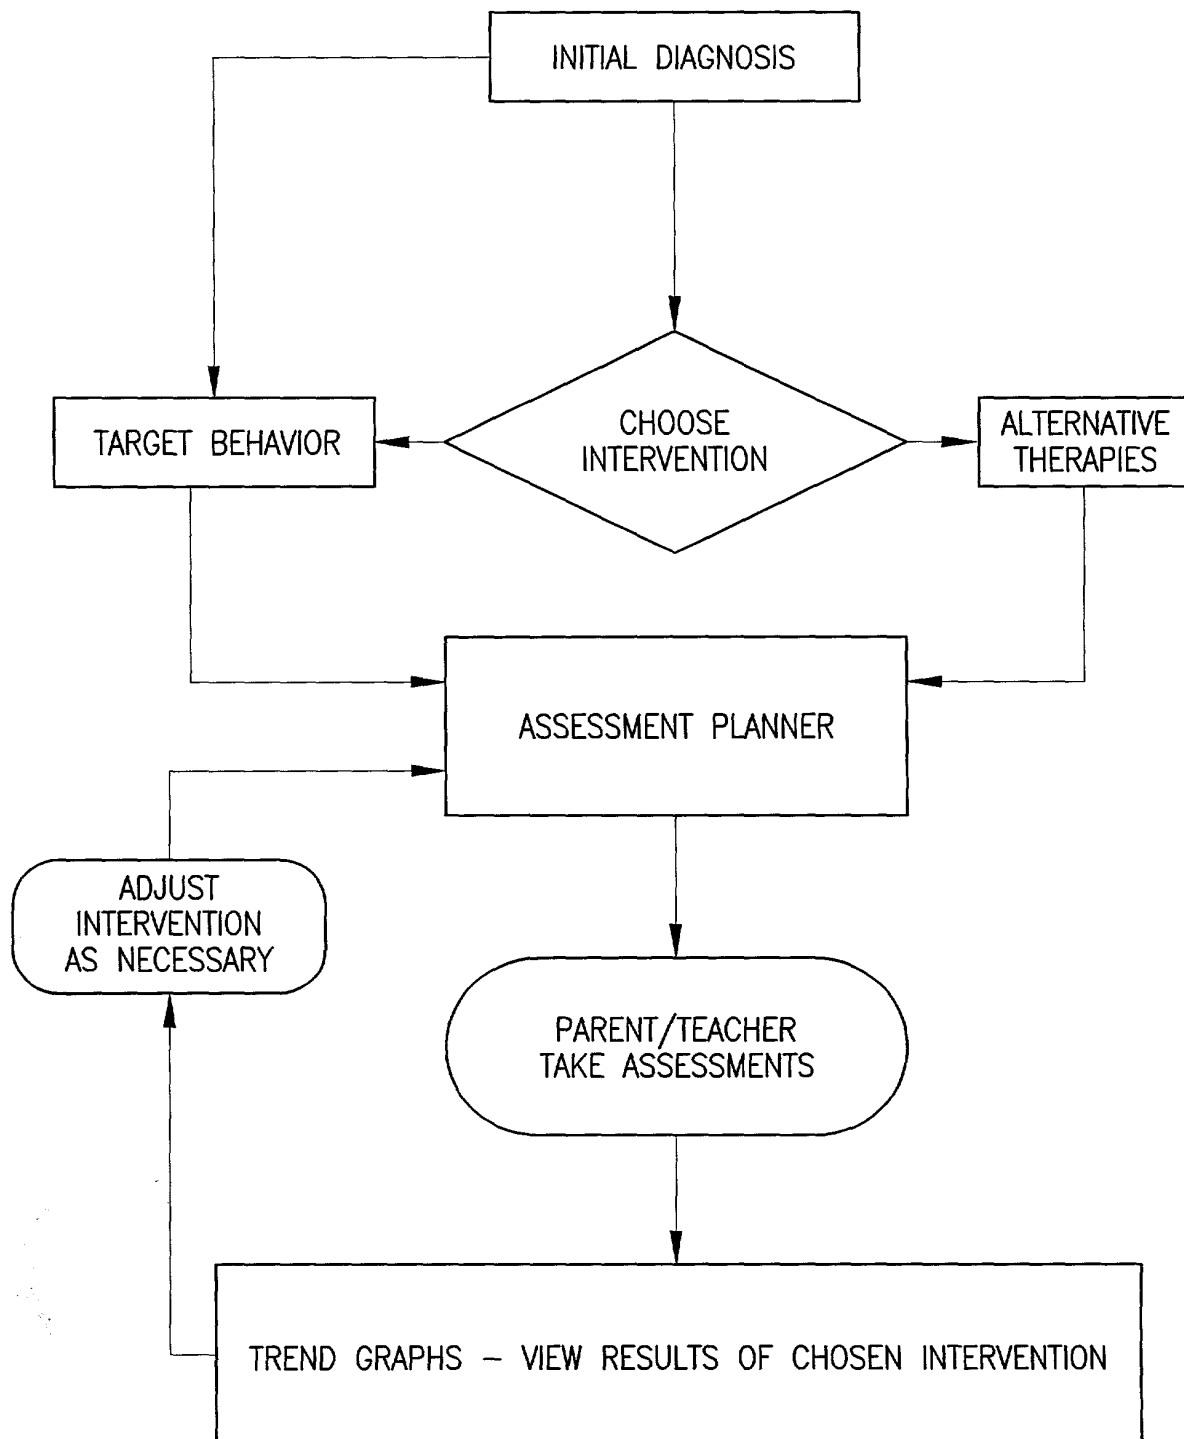 INITIAL DIAGNOSIS
TARGET BEHAVIOR
CHOOSE
INTERVENTION
ALTERNATIVE
THERAPIES
ASSESSMENT PLANNER
ADJUST
INTERVENTION
AS NECESSARY
PARENT/TEACHER
TAKE ASSESSMENTS
TREND GRAPHS – VIEW RESULTS OF CHOSEN INTERVENTION